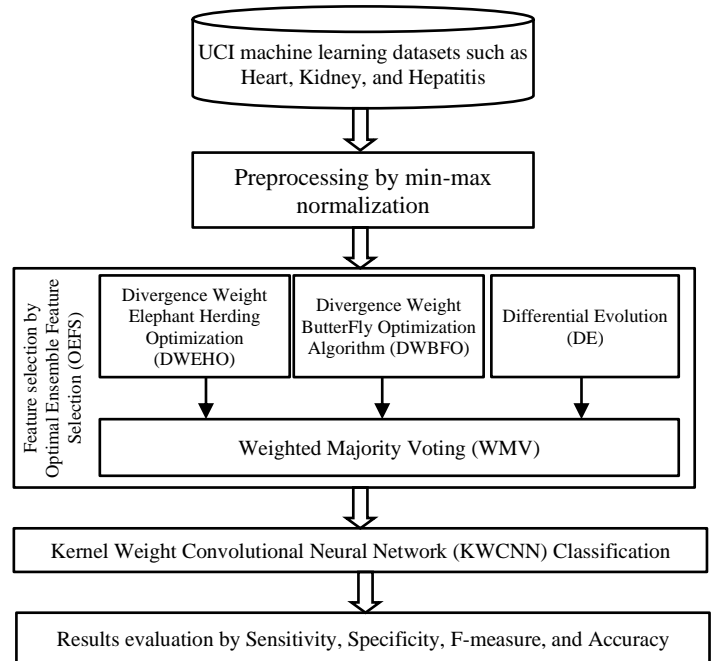 UCI machine learning datasets such as
Heart, Kidney, and Hepatitis
Preprocessing by min-max
normalization
Feature selection by
Optimal Ensemble Feature
Selection (OEFS)
Divergence Weight
Elephant Herding
Optimization
(DWEHO)
Divergence Weight
ButterFly Optimization
Algorithm (DWBFO)
Differential Evolution
(DE)
Weighted Majority Voting (WMV)
Kernel Weight Convolutional Neural Network (KWCNN) Classification
Results evaluation by Sensitivity, Specificity, F-measure, and Accuracy